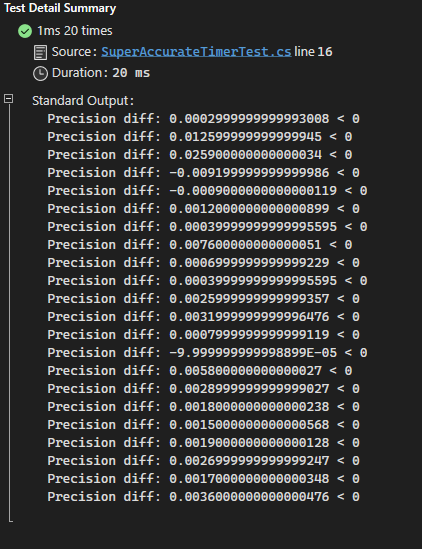 Test Detail Summary
1ms 20 times
Source: SuperAccurateTimerTest.cs line 16
Duration: 20 ms
Standard Output:
Precision diff: 0.0002999999999993008 < 0
Precision diff: 0.012599999999999945 < 0
Precision diff: 0.025900000000000034 < 0
Precision diff: -0.009199999999999986 < 0
Precision diff: -0.0009000000000000119 < 0
Precision diff: 0.0012000000000000899 < 0
Precision diff: 0.00039999999999995595 < 0
Precision diff: 0.007600000000000051 < 0
Precision diff: 0.0006999999999999229 < 0
Precision diff: 0.00039999999999995595 < 0
Precision diff: 0.0025999999999999357 < 0
Precision diff: 0.0031999999999996476 < 0
Precision diff: 0.0007999999999999119 < 0
Precision diff: -9.999999999998899E-05 < 0
Precision diff: 0.005800000000000027 < 0
Precision diff: 0.0028999999999999027 < 0
Precision diff: 0.0018000000000000238 < 0
Precision diff: 0.0015000000000000568 < 0
Precision diff: 0.0019000000000000128 < 0
Precision diff: 0.0026999999999999247 < 0
Precision diff: 0.0017000000000000348 < 0
Precision diff: 0.0036000000000000476 < 0